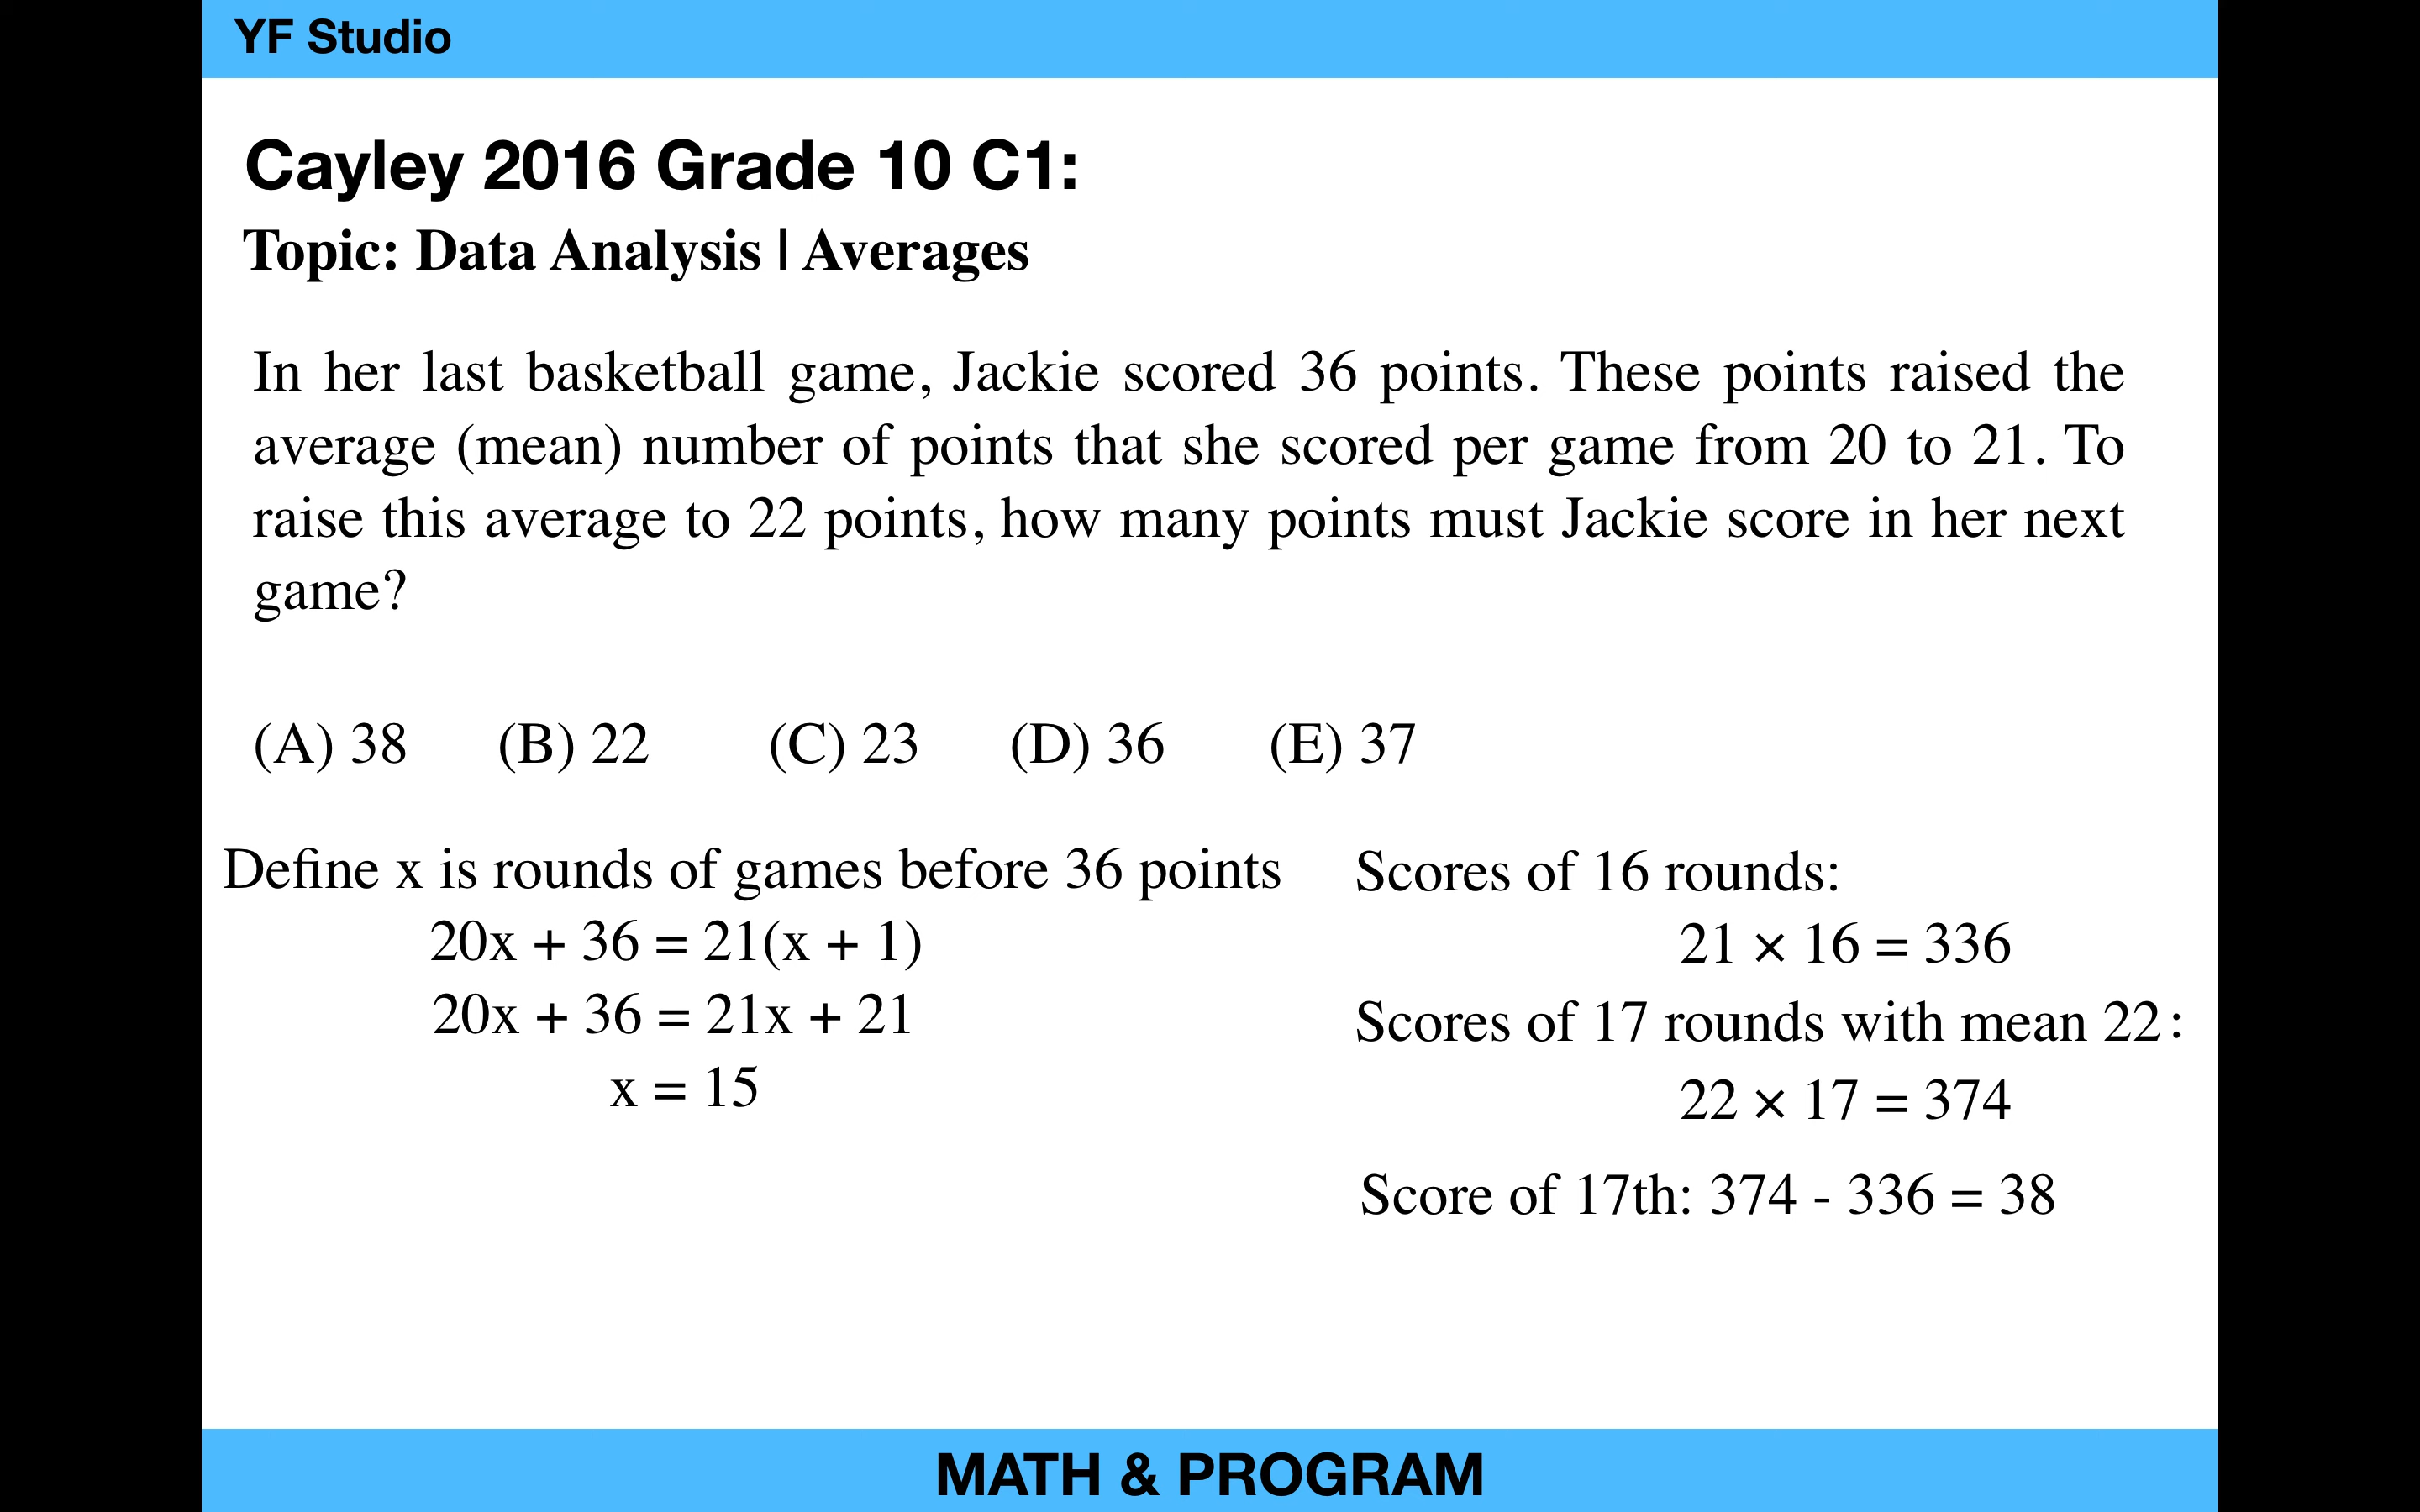 YF Studio
Cayley 2016 Grade 10 C1:
Topic: Data Analysis | Averages
In her last basketball game, Jackie scored 36 points. These points raised the
average (mean) number of points that she scored per game from 20 to 21. To
raise this average to 22 points, how many points must Jackie score in her next
game?
(A) 38 (B) 22 (C) 23 (D) 36 (E) 37
Define x is rounds of games before 36 points
20x + 36 = 21(x + 1)
20x + 36 = 21x + 21
x = 15
Scores of 16 rounds:
21 × 16 = 336
Scores of 17 rounds with mean 22:
22 × 17 = 374
Score of 17th: 374 - 336 = 38
MATH & PROGRAM